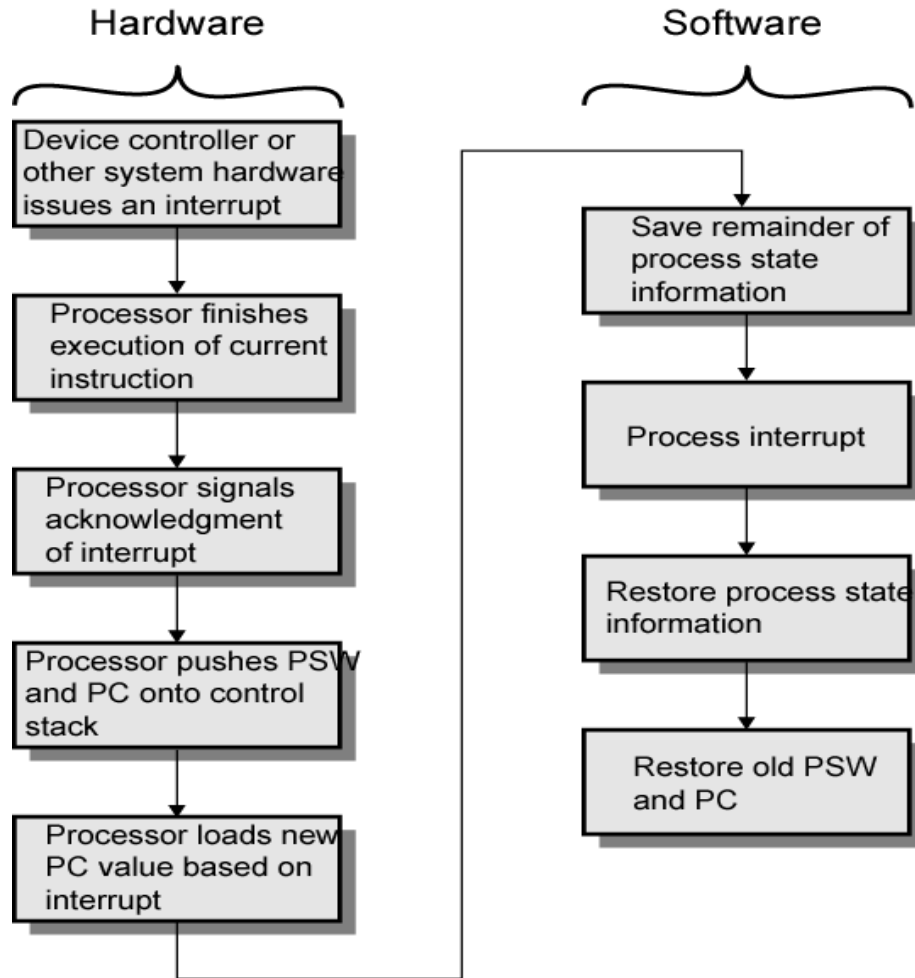 Hardware
Device controller or
other system hardware
issues an interrupt
Processor finishes
execution of current
instruction
Processor signals
acknowledgment
of interrupt
Processor pushes PSW
and PC onto control
stack
Processor loads new
PC value based on
interrupt
Software
Save remainder of
process state
information
Process interrupt
Restore process state
information
Restore old PSW
and PC